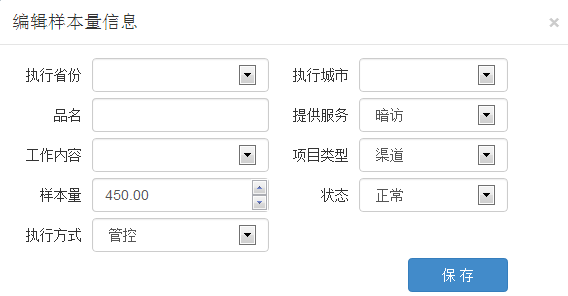 编辑样本量信息 ×
执行省份 执行城市
品名 提供服务 暗访
工作内容 项目类型 渠道
样本量 450.00 状态 正常
执行方式 管控
保存